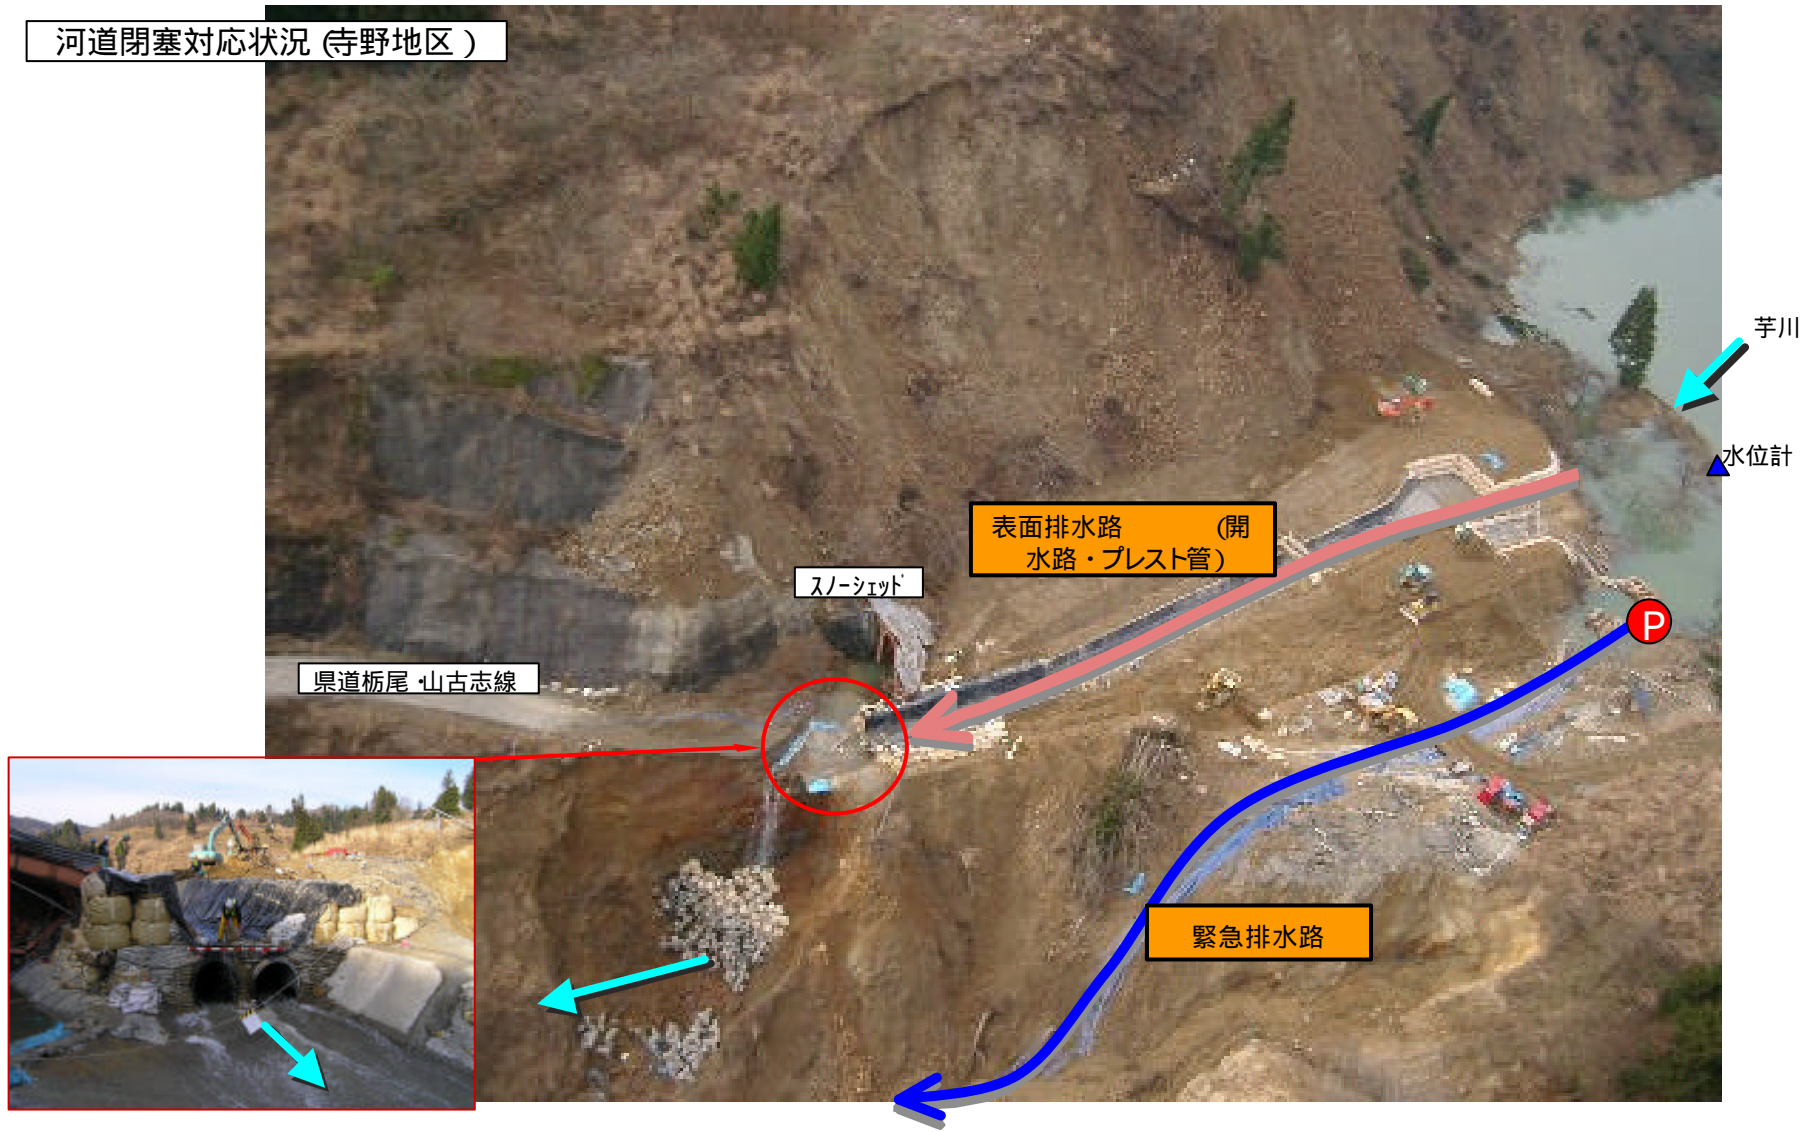 河道閉塞対応状況 (寺野地区 )
芋川
水位計
表面排水路 (開
水路・プレスト管)
スノーシェッド
県道栃尾・山古志線
P
緊急排水路